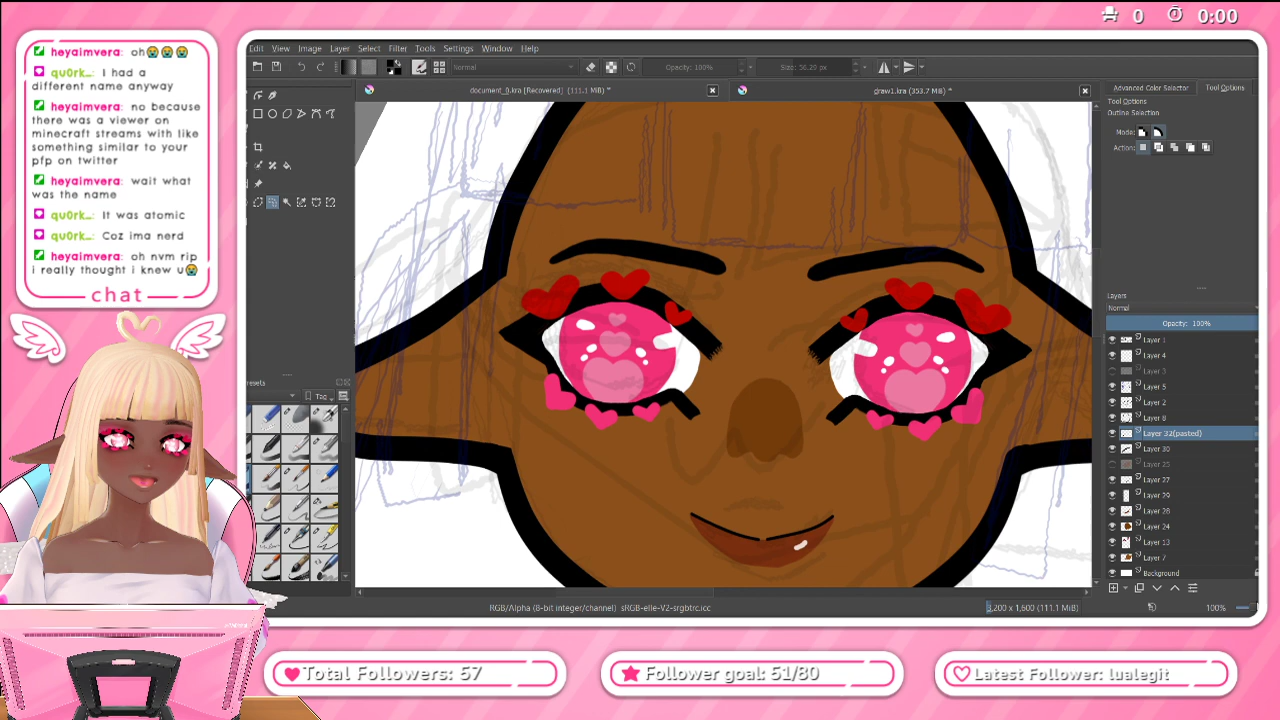 0 0:00
heyaimvera: oh😭😭😭
qu0rk_: I had a
different name anyway
heyaimvera: no because
there was a viewer on
minecraft streams with like
something similar to your
pfp on twitter
heyaimvera: wait what
was the name
qu0rk_: It was atomic
qu0rk_: Coz ima nerd
heyaimvera: oh nvm rip
i really thought i knew u😭
chat
Edit View Image Layer Select Filter Tools Settings Window Help
Normal Opacity: 100% Size: 56.29 px
[Recovered] (111.1 MiB) * draw1.kra (353.7 MiB) *
Advanced Color Selector Tool Options
Tool Options
Outline Selection
Mode:
Action:
esets
Tag
Layers
Normal
Opacity: 100%
Layer 1
Layer 4
Layer 3
Layer 5
Layer 2
Layer 8
Layer 32(pasted)
Layer 30
Layer 25
Layer 27
Layer 29
Layer 28
Layer 24
Layer 13
Layer 7
Background
RGB/Alpha (8-bit integer/channel) sRGB-elle-V2-srgbtrc.icc 3,200 x 1,600 (111.1 MiB) 100%
Total Followers: 57
Follower goal: 51/80
Latest Follower: lualegit